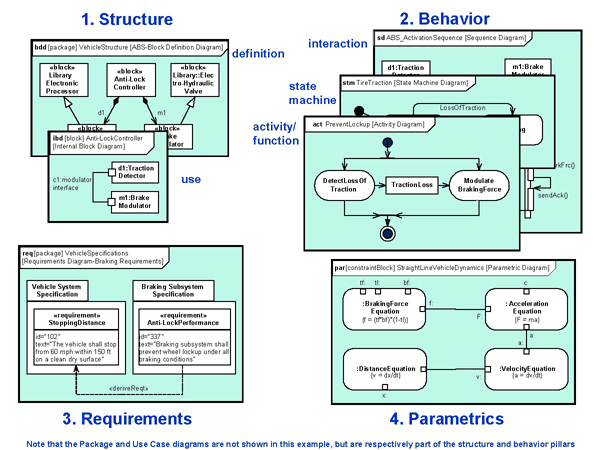 1. Structure
bdd [package] VehicleStructure [ABS-Block Definition Diagram]
definition
«block»
Library
Electronic
Processor
«block»
Anti-Lock
Controller
«block»
Library::Elec
tro-Hydraulic
Valve
d1
m1
«block»
ibd [block] Anti-LockController
[Internal Block Diagram]
use
c1:modulator
interface
d1:Traction
Detector
m1:Brake
Modulator
2. Behavior
interaction
sd ABS_ActivationSequence [Sequence Diagram]
d1:Traction
m1:Brake
state
machine
stm TireTraction [State Machine Diagram]
LossOfTraction
activity/
function
act PreventLockup [Activity Diagram]
DetectLossOf
Traction
TractionLoss
Modulate
BrakingForce
sendAck()
req [package] VehicleSpecifications
[Requirements Diagram-Braking Requirements]
Vehicle System
Specification
«requirement»
StoppingDistance
id="102"
text="The vehicle shall stop
from 60 mph within 150 ft
on a clean dry surface"
Braking Subsystem
Specification
«requirement»
Anti-LockPerformance
id="337"
text="Braking subsystem shall
prevent wheel lockup under all
braking conditions"
«deriveReqt»
3. Requirements
par [constraintBlock] StraightLineVehicleDynamics [Parametric Diagram]
tf:
tl:
bf:
c
:BrakingForce
Equation
{f = (tf*bf)*(1-tl)}
f:
F
:Acceleration
Equation
{F = ma}
a:
a:
:DistanceEquation
{v = dx/dt}
v:
v:
:VelocityEquation
{a = dv/dt}
x:
4. Parametrics
Note that the Package and Use Case diagrams are not shown in this example, but are respectively part of the structure and behavior pillars